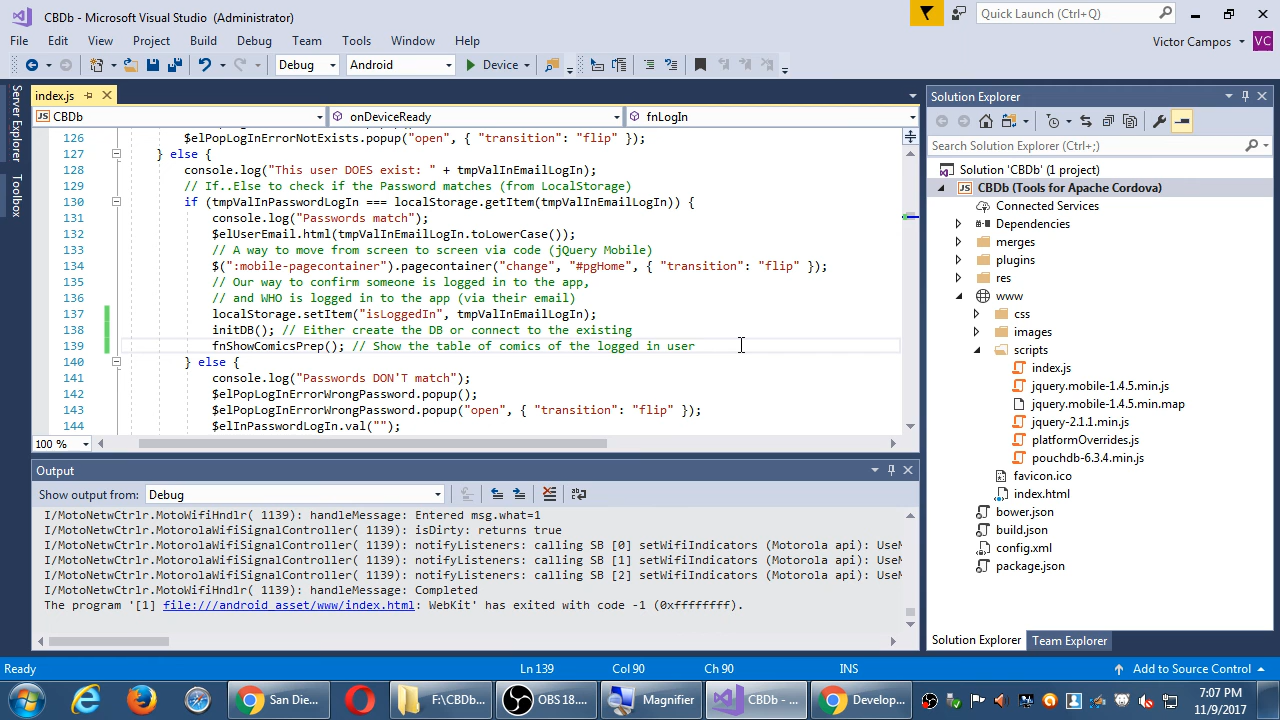 CBDb - Microsoft Visual Studio (Administrator)
Quick Launch (Ctrl+Q)
File Edit View Project Build Debug Team Tools Window Help
Victor Campos VC
Debug Android Device
index.js
CBDb onDeviceReady fnLogIn
126 $elPopLogInErrorNotExists.popup("open", { "transition": "flip" });
127 } else {
128 console.log("This user DOES exist: " + tmpValInEmailLogIn);
129 // If..Else to check if the Password matches (from LocalStorage)
130 if (tmpValInPasswordLogIn === localStorage.getItem(tmpValInEmailLogIn)) {
131 console.log("Passwords match");
132 $elUserEmail.html(tmpValInEmailLogIn.toLowerCase());
133 // A way to move from screen to screen via code (jQuery Mobile)
134 $(":mobile-pagecontainer").pagecontainer("change", "#pgHome", { "transition": "flip" });
135 // Our way to confirm someone is logged in to the app,
136 // and WHO is logged in to the app (via their email)
137 localStorage.setItem("isLoggedIn", tmpValInEmailLogIn);
138 initDB(); // Either create the DB or connect to the existing
139 fnShowComicsPrep(); // Show the table of comics of the logged in user
140 } else {
141 console.log("Passwords DON'T match");
142 $elPopLogInErrorWrongPassword.popup();
143 $elPopLogInErrorWrongPassword.popup("open", { "transition": "flip" });
144 $elInPasswordLogIn.val("");
100 %
Output
Show output from: Debug
I/MotoNetwCtrlr.MotoWifiHndlr( 1139): handleMessage: Entered msg.what=1
I/MotoNetwCtrlr.MotorolaWifiSignalController( 1139): isDirty: returns true
I/MotoNetwCtrlr.MotorolaWifiSignalController( 1139): notifyListeners: calling SB [0] setWifiIndicators (Motorola api): UseM
I/MotoNetwCtrlr.MotorolaWifiSignalController( 1139): notifyListeners: calling SB [1] setWifiIndicators (Motorola api): UseM
I/MotoNetwCtrlr.MotorolaWifiSignalController( 1139): notifyListeners: calling SB [2] setWifiIndicators (Motorola api): UseM
I/MotoNetwCtrlr.MotoWifiHndlr( 1139): handleMessage: Completed
The program '[1] file:///android_asset/www/index.html: WebKit' has exited with code -1 (0xffffffff).
Server Explorer
Toolbox
Solution Explorer
Search Solution Explorer (Ctrl+;)
Solution 'CBDb' (1 project)
CBDb (Tools for Apache Cordova)
Connected Services
Dependencies
merges
plugins
res
www
css
images
scripts
index.js
jquery.mobile-1.4.5.min.js
jquery.mobile-1.4.5.min.map
jquery-2.1.1.min.js
platformOverrides.js
pouchdb-6.3.4.min.js
favicon.ico
index.html
bower.json
build.json
config.xml
package.json
Solution Explorer Team Explorer
Ready Ln 139 Col 90 Ch 90 INS Add to Source Control
San Die... F:\CBDb... OBS 18.... Magnifier CBDb - ... Develop...
7:07 PM
11/9/2017